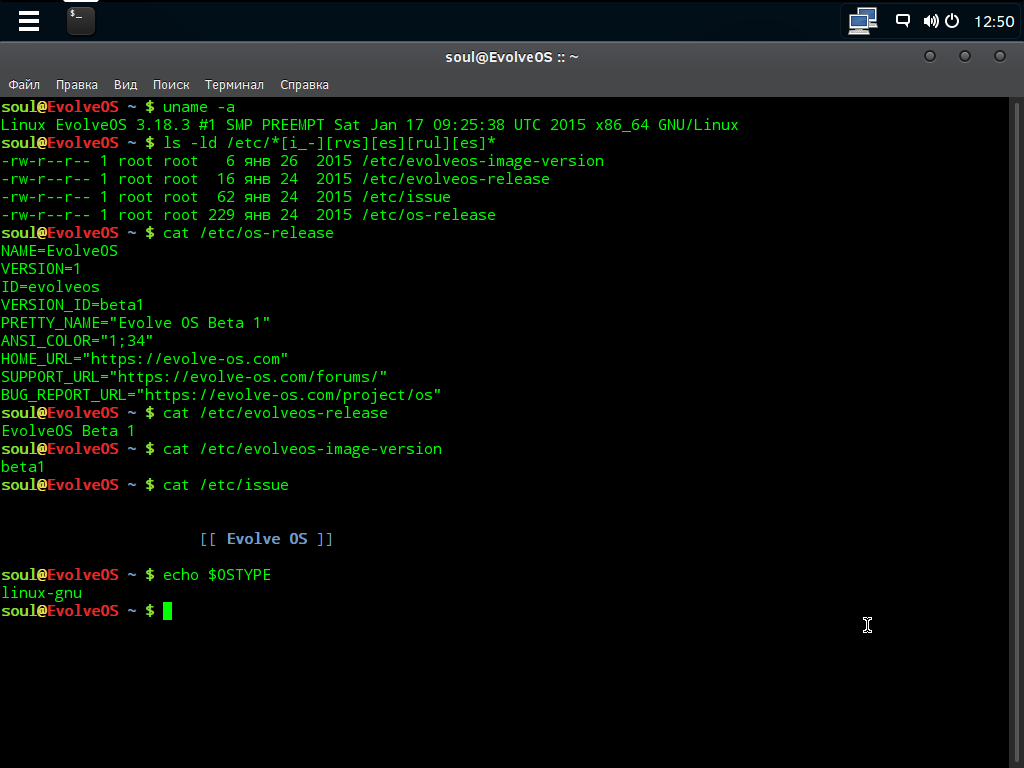 $_
12:50
soul@EvolveOS :: ~
Файл Правка Вид Поиск Терминал Справка
soul@EvolveOS ~ $ uname -a
Linux EvolveOS 3.18.3 #1 SMP PREEMPT Sat Jan 17 09:25:38 UTC 2015 x86_64 GNU/Linux
soul@EvolveOS ~ $ ls -ld /etc/*[i_-][rvs][es][rul][es]*
-rw-r--r-- 1 root root   6 янв 26  2015 /etc/evolveos-image-version
-rw-r--r-- 1 root root  16 янв 24  2015 /etc/evolveos-release
-rw-r--r-- 1 root root  62 янв 24  2015 /etc/issue
-rw-r--r-- 1 root root 229 янв 24  2015 /etc/os-release
soul@EvolveOS ~ $ cat /etc/os-release
NAME=EvolveOS
VERSION=1
ID=evolveos
VERSION_ID=beta1
PRETTY_NAME="Evolve OS Beta 1"
ANSI_COLOR="1;34"
HOME_URL="https://evolve-os.com"
SUPPORT_URL="https://evolve-os.com/forums/"
BUG_REPORT_URL="https://evolve-os.com/project/os"
soul@EvolveOS ~ $ cat /etc/evolveos-release
EvolveOS Beta 1
soul@EvolveOS ~ $ cat /etc/evolveos-image-version
beta1
soul@EvolveOS ~ $ cat /etc/issue
[[ Evolve OS ]]
soul@EvolveOS ~ $ echo $OSTYPE
linux-gnu
soul@EvolveOS ~ $